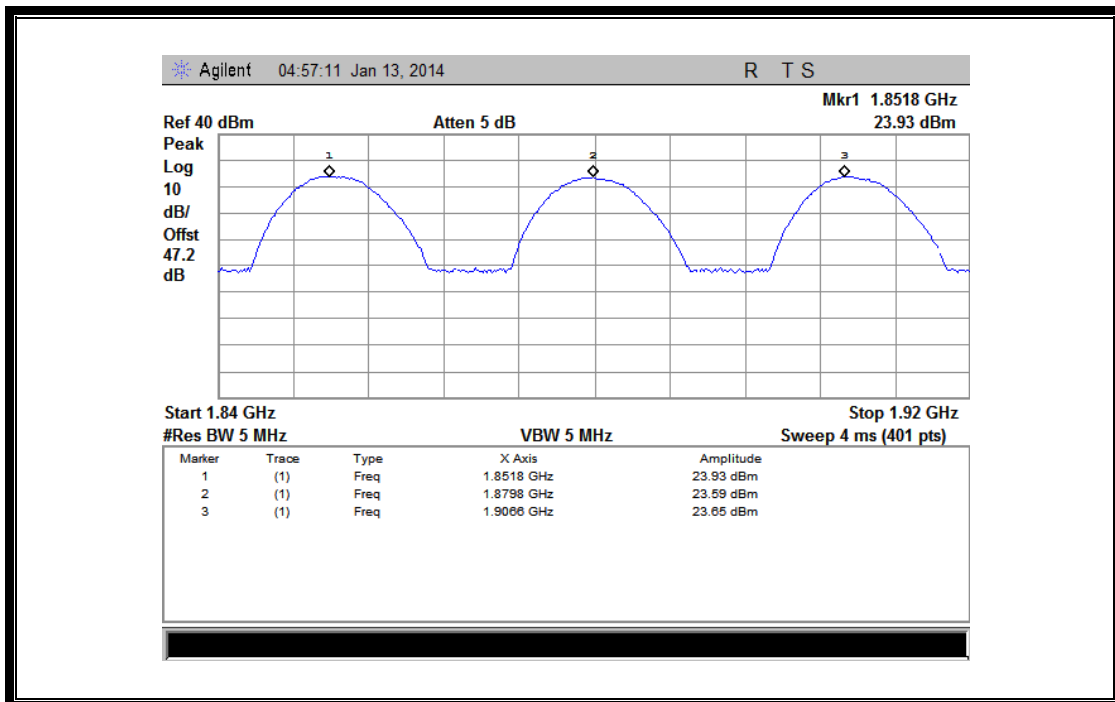 Agilent 04:57:11 Jan 13, 2014 R T S
Mkr1 1.8518 GHz
Ref 40 dBm Atten 5 dB 23.93 dBm
Peak
Log
10
dB/
Offst
47.2
dB
1 2 3
Start 1.84 GHz Stop 1.92 GHz
#Res BW 5 MHz VBW 5 MHz Sweep 4 ms (401 pts)
Marker Trace Type X Axis Amplitude
1 (1) Freq 1.8518 GHz 23.93 dBm
2 (1) Freq 1.8798 GHz 23.59 dBm
3 (1) Freq 1.9066 GHz 23.65 dBm